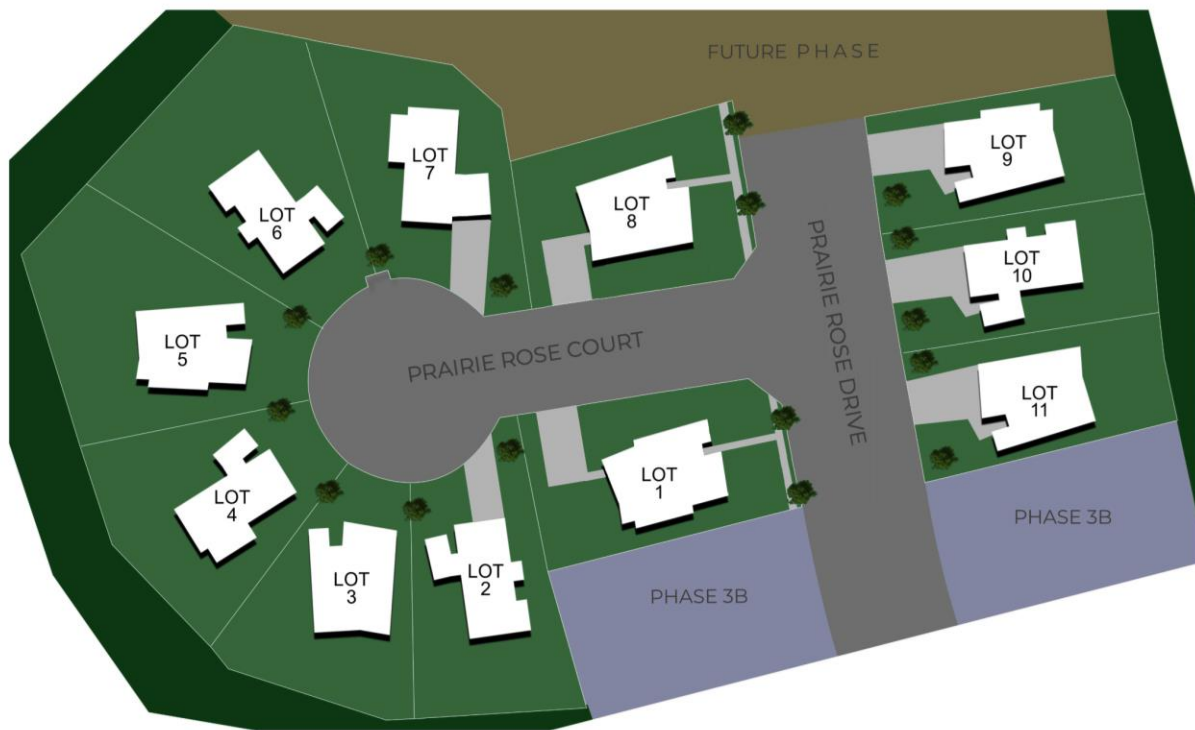 FUTURE PHASE
LOT
7
LOT
9
LOT
8
LOT
6
LOT
10
PRAIRIE ROSE DRIVE
LOT
5
PRAIRIE ROSE COURT
LOT
11
LOT
1
LOT
4
PHASE 3B
LOT
3
LOT
2
PHASE 3B